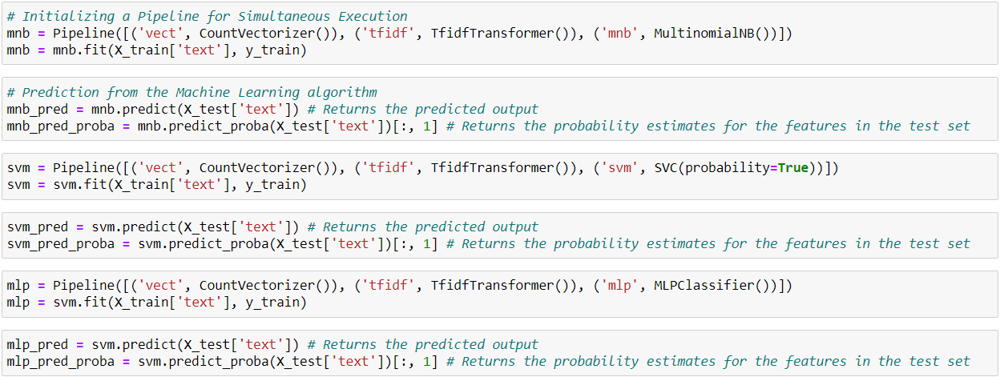 # Initializing a Pipeline for Simultaneous Execution
mnb = Pipeline([('vect', CountVectorizer()), ('tfidf', TfidfTransformer()), ('mnb', MultinomialNB())])
mnb = mnb.fit(X_train['text'], y_train)
# Prediction from the Machine Learning algorithm
mnb_pred = mnb.predict(X_test['text']) # Returns the predicted output
mnb_pred_proba = mnb.predict_proba(X_test['text'])[:, 1] # Returns the probability estimates for the features in the test set
svm = Pipeline([('vect', CountVectorizer()), ('tfidf', TfidfTransformer()), ('svm', SVC(probability=True))])
svm = svm.fit(X_train['text'], y_train)
svm_pred = svm.predict(X_test['text']) # Returns the predicted output
svm_pred_proba = svm.predict_proba(X_test['text'])[:, 1] # Returns the probability estimates for the features in the test set
mlp = Pipeline([('vect', CountVectorizer()), ('tfidf', TfidfTransformer()), ('mlp', MLPClassifier())])
mlp = svm.fit(X_train['text'], y_train)
mlp_pred = svm.predict(X_test['text']) # Returns the predicted output
mlp_pred_proba = svm.predict_proba(X_test['text'])[:, 1] # Returns the probability estimates for the features in the test set